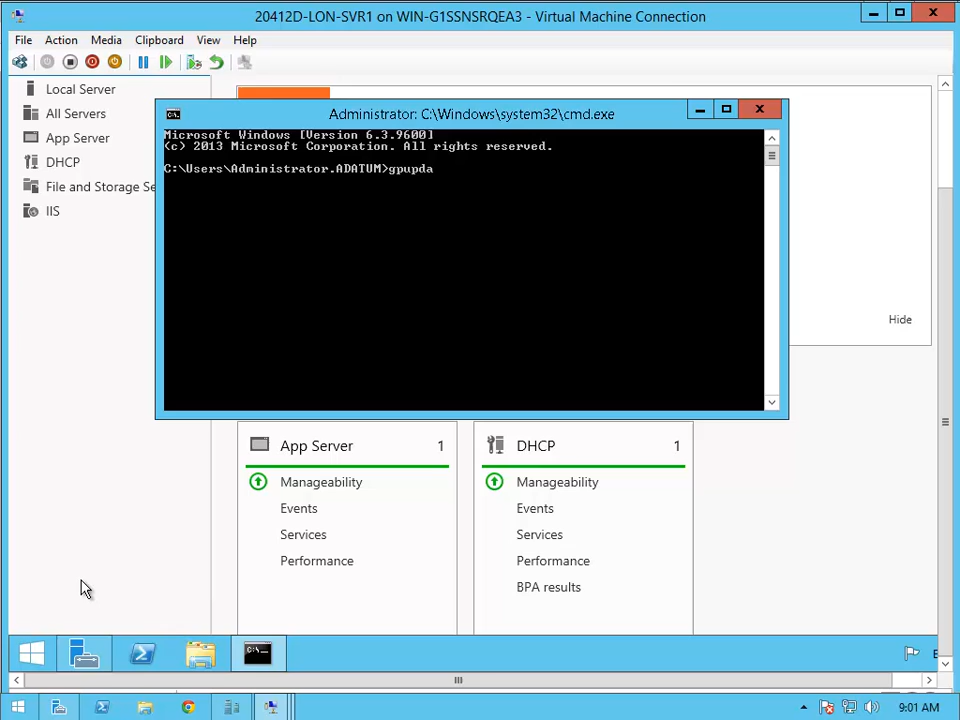 20412D-LON-SVR1 on WIN-G1SSNSRQEA3 - Virtual Machine Connection
File Action Media Clipboard View Help
Local Server
All Servers
App Server
DHCP
File and Storage Se
IIS
Administrator: C:\Windows\system32\cmd.exe
Microsoft Windows [Version 6.3.9600]
(c) 2013 Microsoft Corporation. All rights reserved.
C:\Users\Administrator.ADATUM>gpupda
Hide
App Server 1
Manageability
Events
Services
Performance
DHCP 1
Manageability
Events
Services
Performance
BPA results
9:01 AM